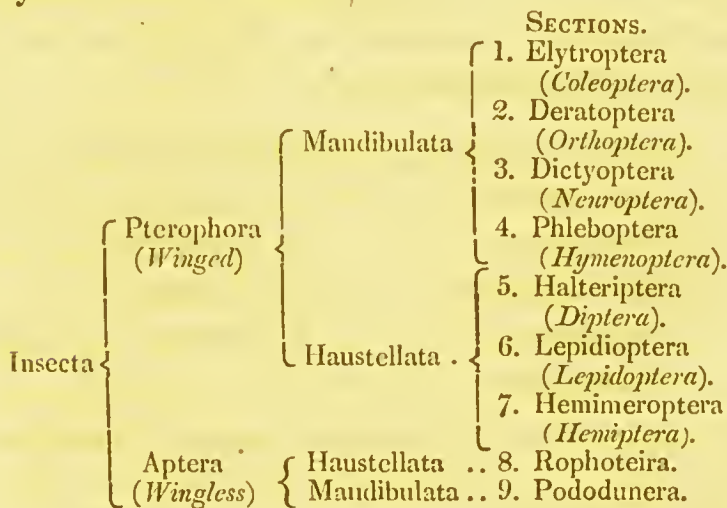 SECTIONS.
1. Elytroptera
(Coleoptera).
2. Deratoptera
Mandibulata
(Orthoptera).
3. Dictyoptera
(Neuroptera).
Pterophora
4. Phleboptera
(Winged)
(Hymenoptera).
5. Halteriptera
(Diptera).
Insecta
Haustellata .
6. Lepidioptera
(Lepidoptera).
7. Hemimeroptera
(Hemiptera).
Aptera
Haustellata .. 8. Rophoteira.
(Wingless)
Mandibulata .. 9. Pododunera.